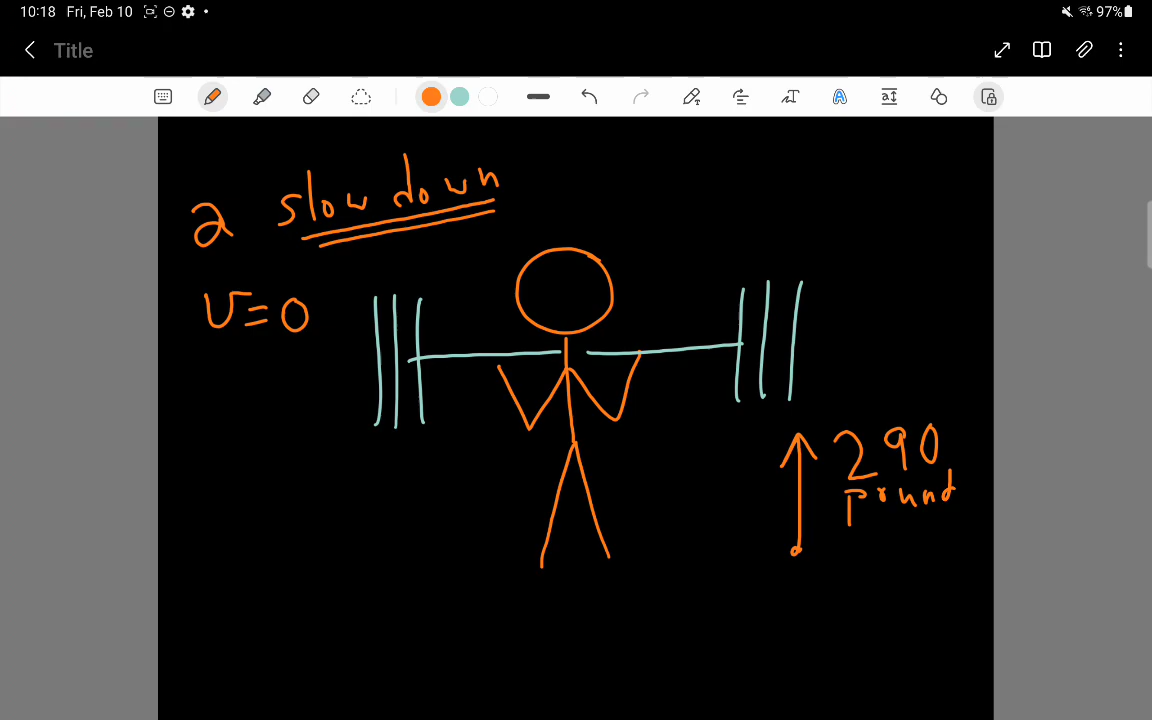 10:18 Fri, Feb 10 97%
Title
a slow down
v=0
290
Pound